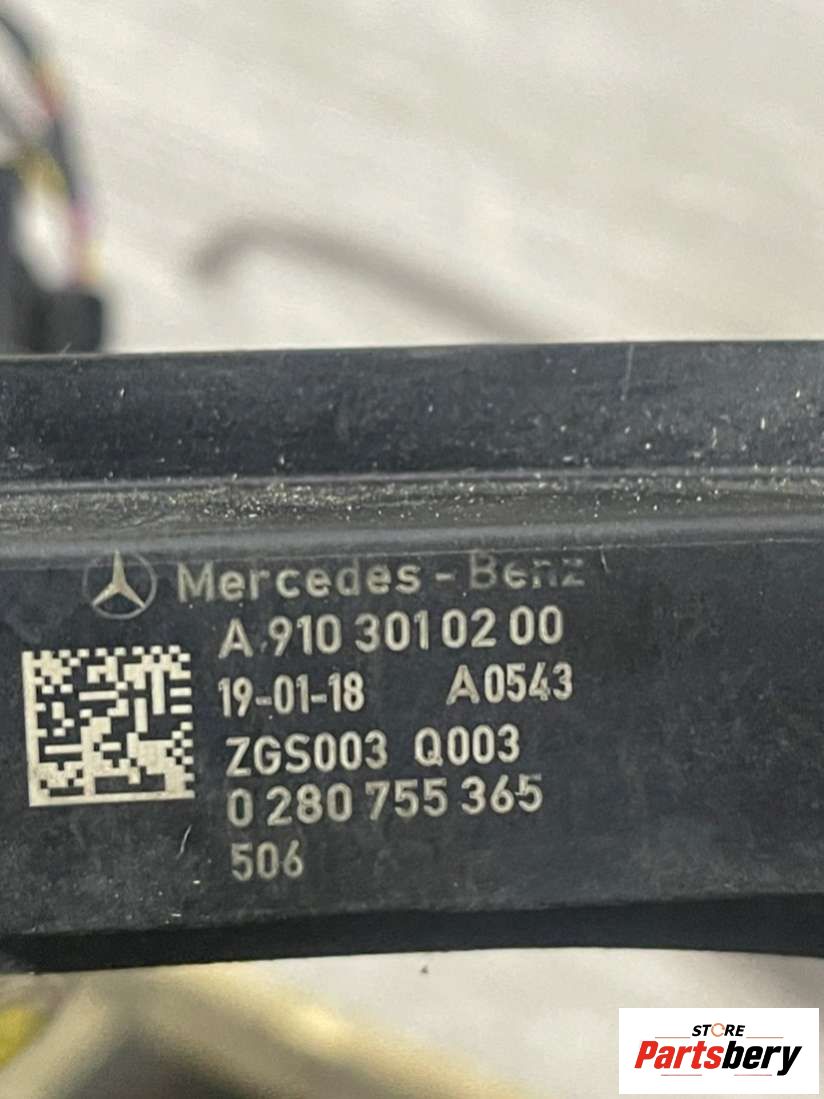 Mercedes-Benz
A 910 301 02 00
19-01-18 A0543
ZGS003 Q003
0 280 755 365
506
STORE
Partsbery